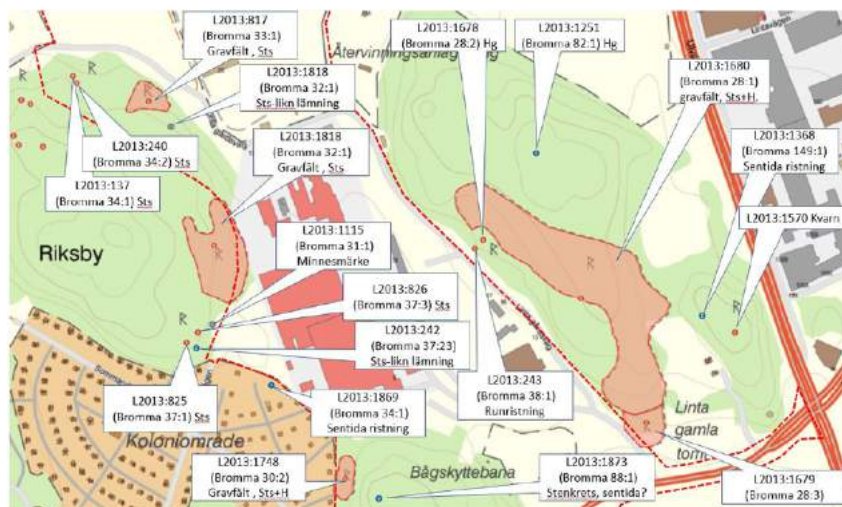 L2013:817
(Bromma 33:1)
Gravfält , Sts
L2013:1678
(Bromma 28:2) Hg
L2013:1251
(Bromma 82:1) Hg
L2013:1818
(Bromma 32:1)
Sts-likn lämning
L2013:1680
(Bromma 28:1)
gravfält, Sts+H.
L2013:240
(Bromma 34:2) Sts
L2013:1818
(Bromma 32:1)
Gravfält , Sts
L2013:1368
(Bromma 149:1)
Sentida ristning
L2013:137
(Bromma 34:1) Sts
L2013:1570 Kvarn
Riksby
L2013:1115
(Bromma 31:1)
Minnesmärke
L2013:826
(Bromma 37:3) Sts
L2013:242
(Bromma 37:23)
Sts-likn lämning
L2013:825
(Bromma 37:1) Sts
L2013:1869
(Bromma 34:1)
Sentida ristning
L2013:243
(Bromma 38:1)
Runristning
Linta
gamla
Koloniområde
L2013:1748
(Bromma 30:2)
Gravfält , Sts+H
Bågskyttebana
L2013:1873
(Bromma 88:1)
Stenkrets, sentida?
L2013:1679
(Bromma 28:3)